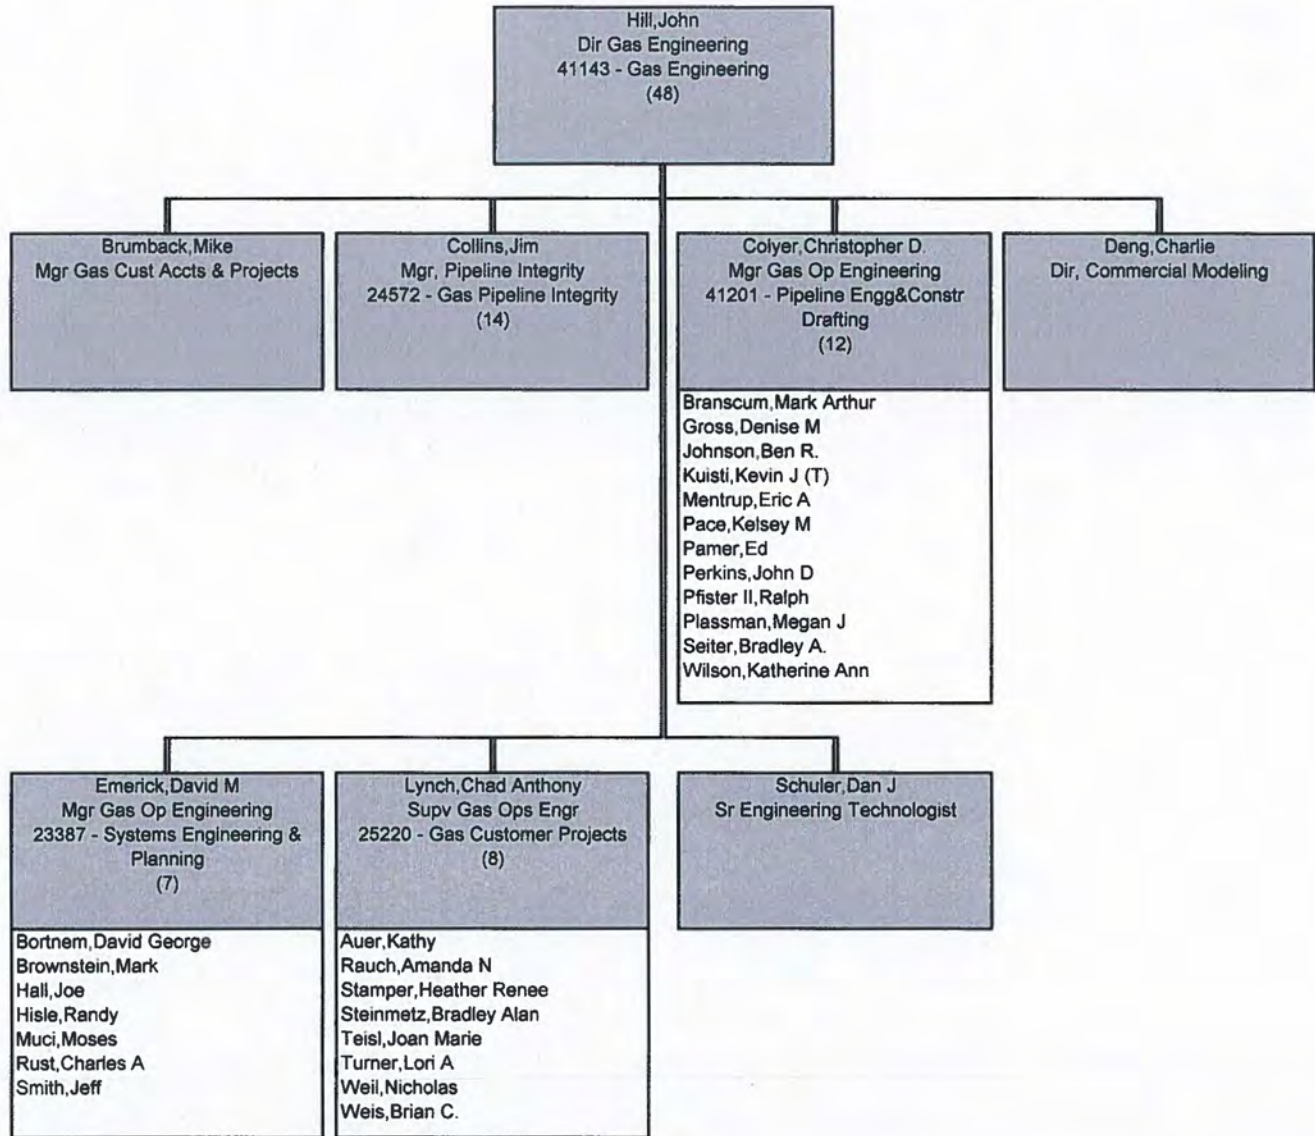 Hill,John
Dir Gas Engineering
41143 - Gas Engineering
(48)
Brumback,Mike
Mgr Gas Cust Accts & Projects
Collins,Jim
Mgr, Pipeline Integrity
24572 - Gas Pipeline Integrity
(14)
Colyer,Christopher D.
Mgr Gas Op Engineering
41201 - Pipeline Engg&Constr
Drafting
(12)
Branscum,Mark Arthur
Gross,Denise M
Johnson,Ben R.
Kuisti,Kevin J (T)
Mentrup,Eric A
Pace,Kelsey M
Pamer,Ed
Perkins,John D
Pfister II,Ralph
Plassman,Megan J
Seiter,Bradley A.
Wilson,Katherine Ann
Deng,Charlie
Dir, Commercial Modeling
Emerick,David M
Mgr Gas Op Engineering
23387 - Systems Engineering &
Planning
(7)
Bortnem,David George
Brownstein,Mark
Hall,Joe
Hisle,Randy
Muci,Moses
Rust,Charles A
Smith,Jeff
Lynch,Chad Anthony
Supv Gas Ops Engr
25220 - Gas Customer Projects
(8)
Auer,Kathy
Rauch,Amanda N
Stamper,Heather Renee
Steinmetz,Bradley Alan
Teisl,Joan Marie
Turner,Lori A
Weil,Nicholas
Weis,Brian C.
Schuler,Dan J
Sr Engineering Technologist